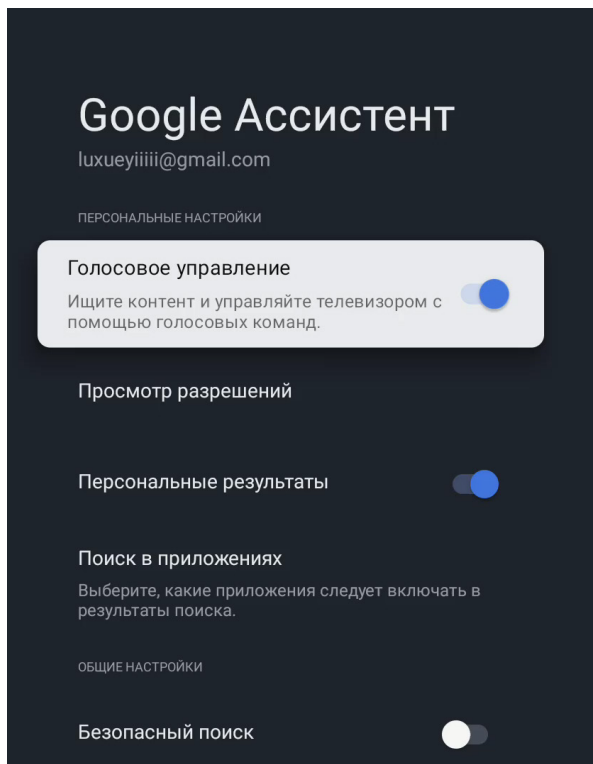 Google Ассистент
luxueyiiiii@gmail.com
ПЕРСОНАЛЬНЫЕ НАСТРОЙКИ
Голосовое управление
Ищите контент и управляйте телевизором с
помощью голосовых команд.
Просмотр разрешений
Персональные результаты
Поиск в приложениях
Выберите, какие приложения следует включать в
результаты поиска.
ОБЩИЕ НАСТРОЙКИ
Безопасный поиск